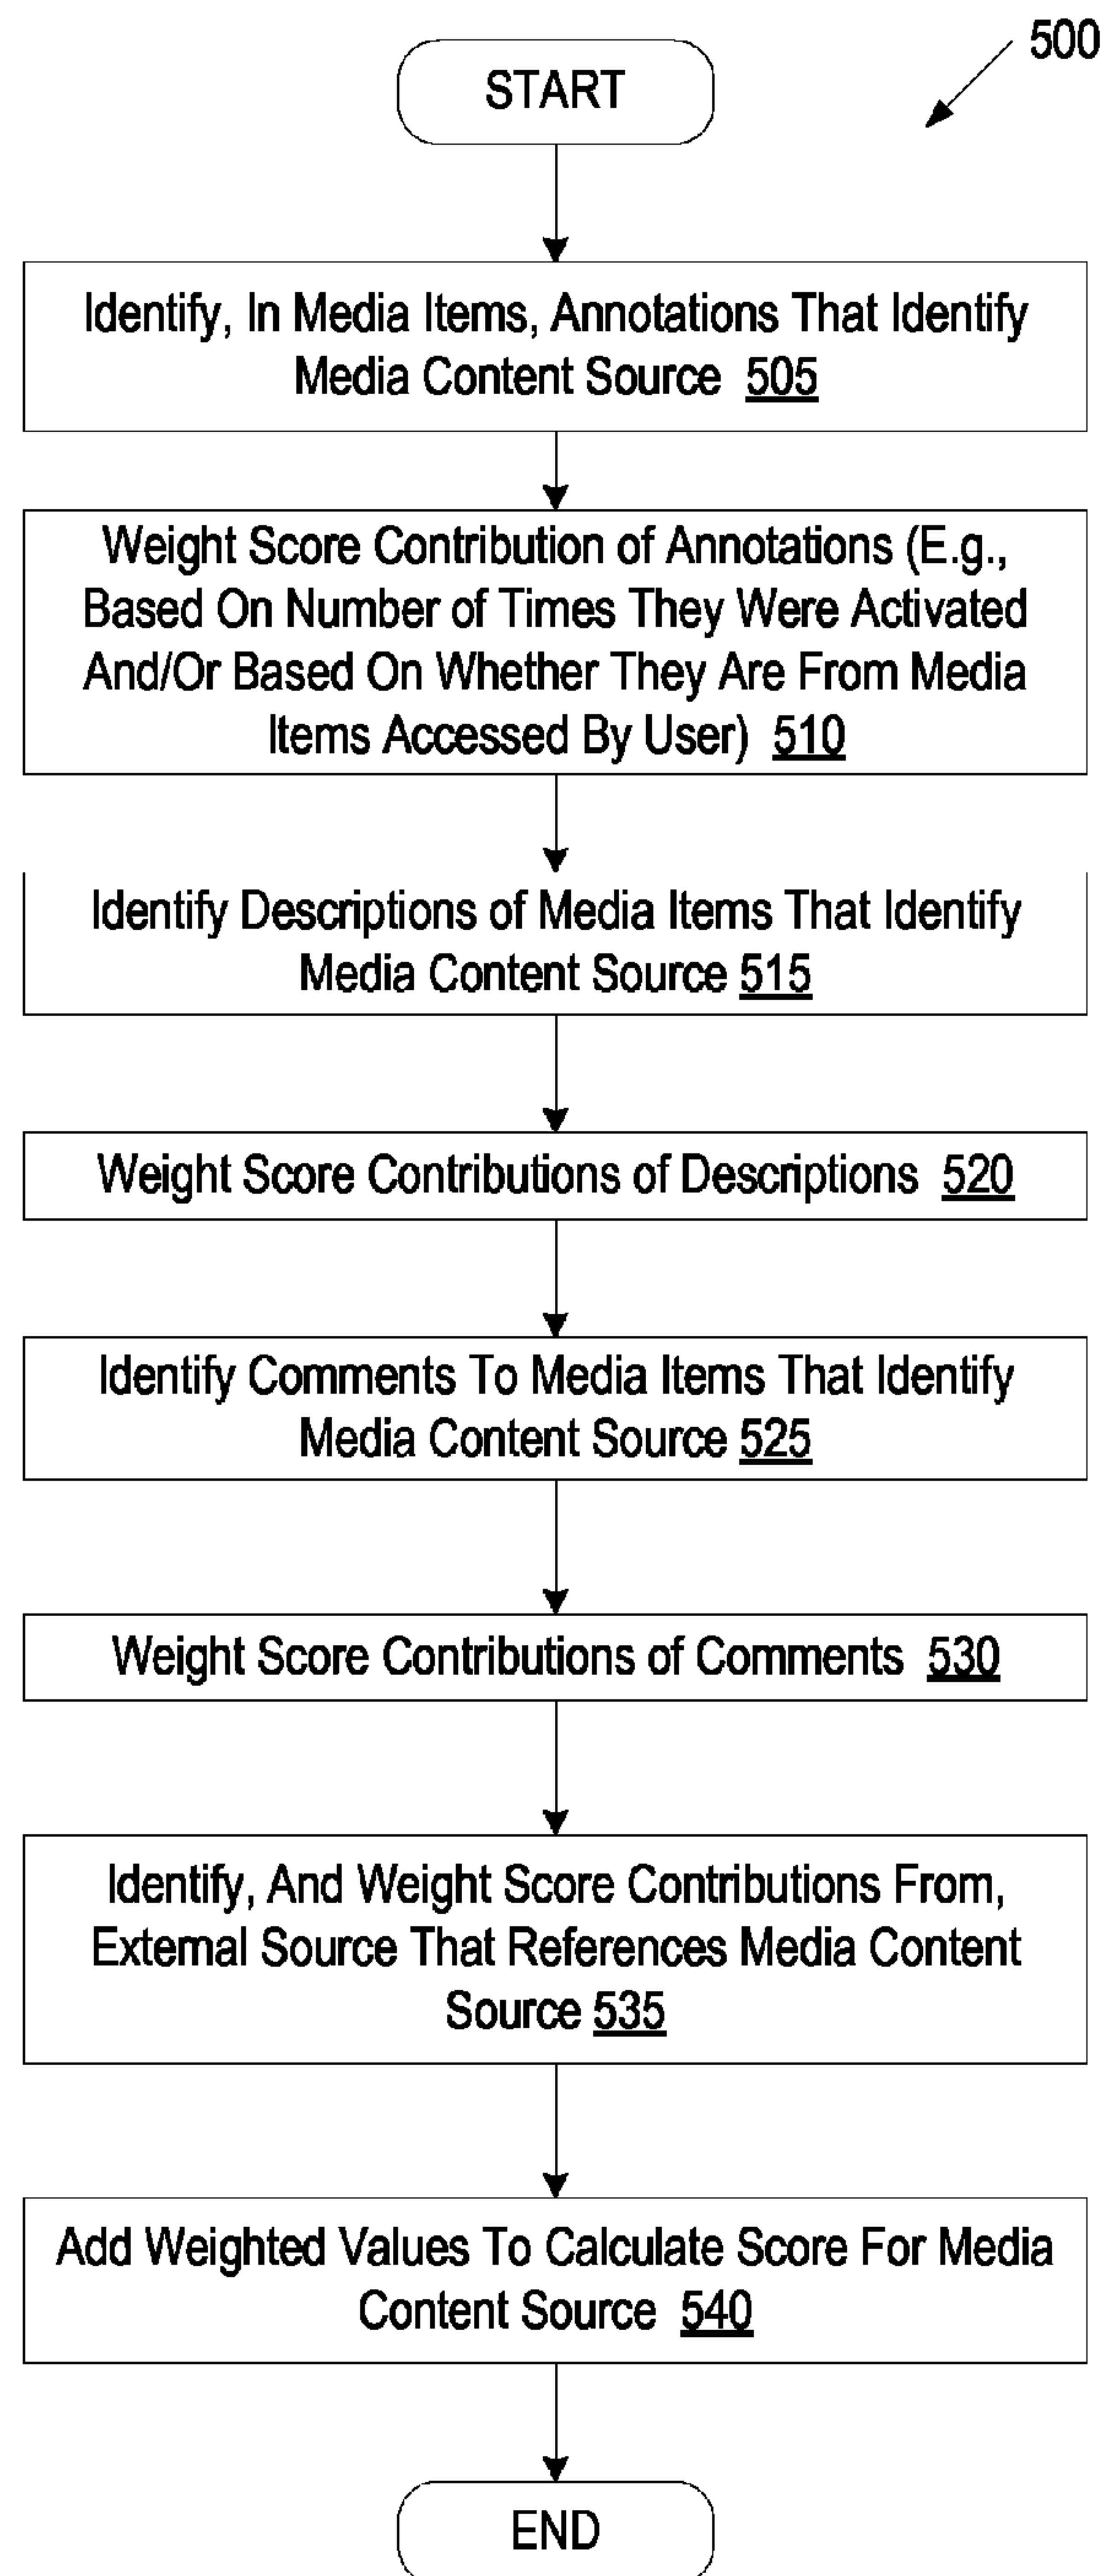 500
START
Identify, In Media Items, Annotations That Identify
Media Content Source 505
Weight Score Contribution of Annotations (E.g.,
Based On Number of Times They Were Activated
And/Or Based On Whether They Are From Media
Items Accessed By User) 510
Identify Descriptions of Media Items That Identify
Media Content Source 515
Weight Score Contributions of Descriptions 520
Identify Comments To Media Items That Identify
Media Content Source 525
Weight Score Contributions of Comments 530
Identify, And Weight Score Contributions From,
External Source That References Media Content
Source 535
Add Weighted Values To Calculate Score For Media
Content Source 540
END